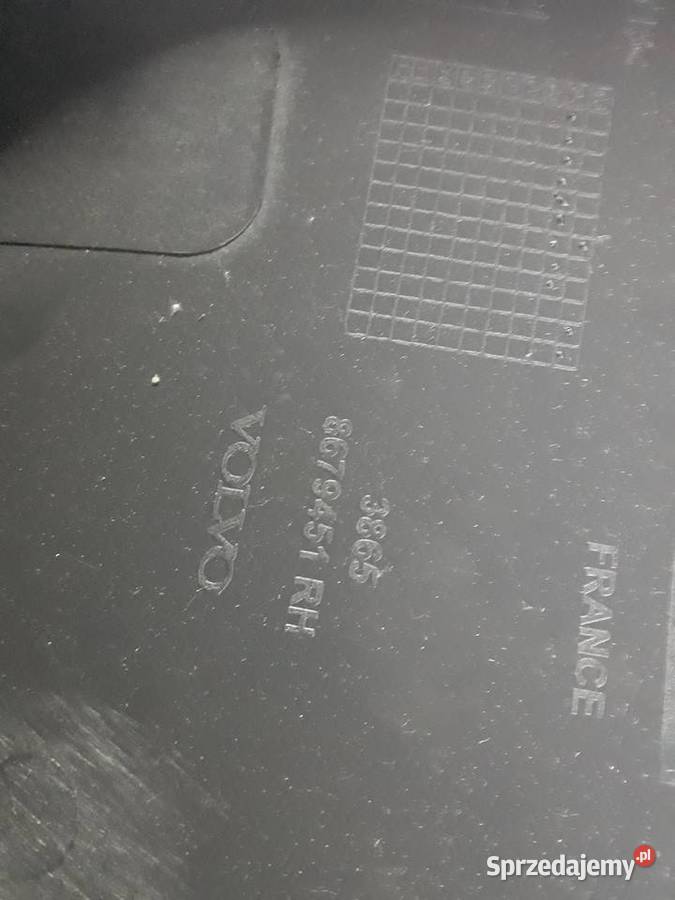 FRANCE
3865
8679451 RH
VOLVO
Sprzedajemy.pl